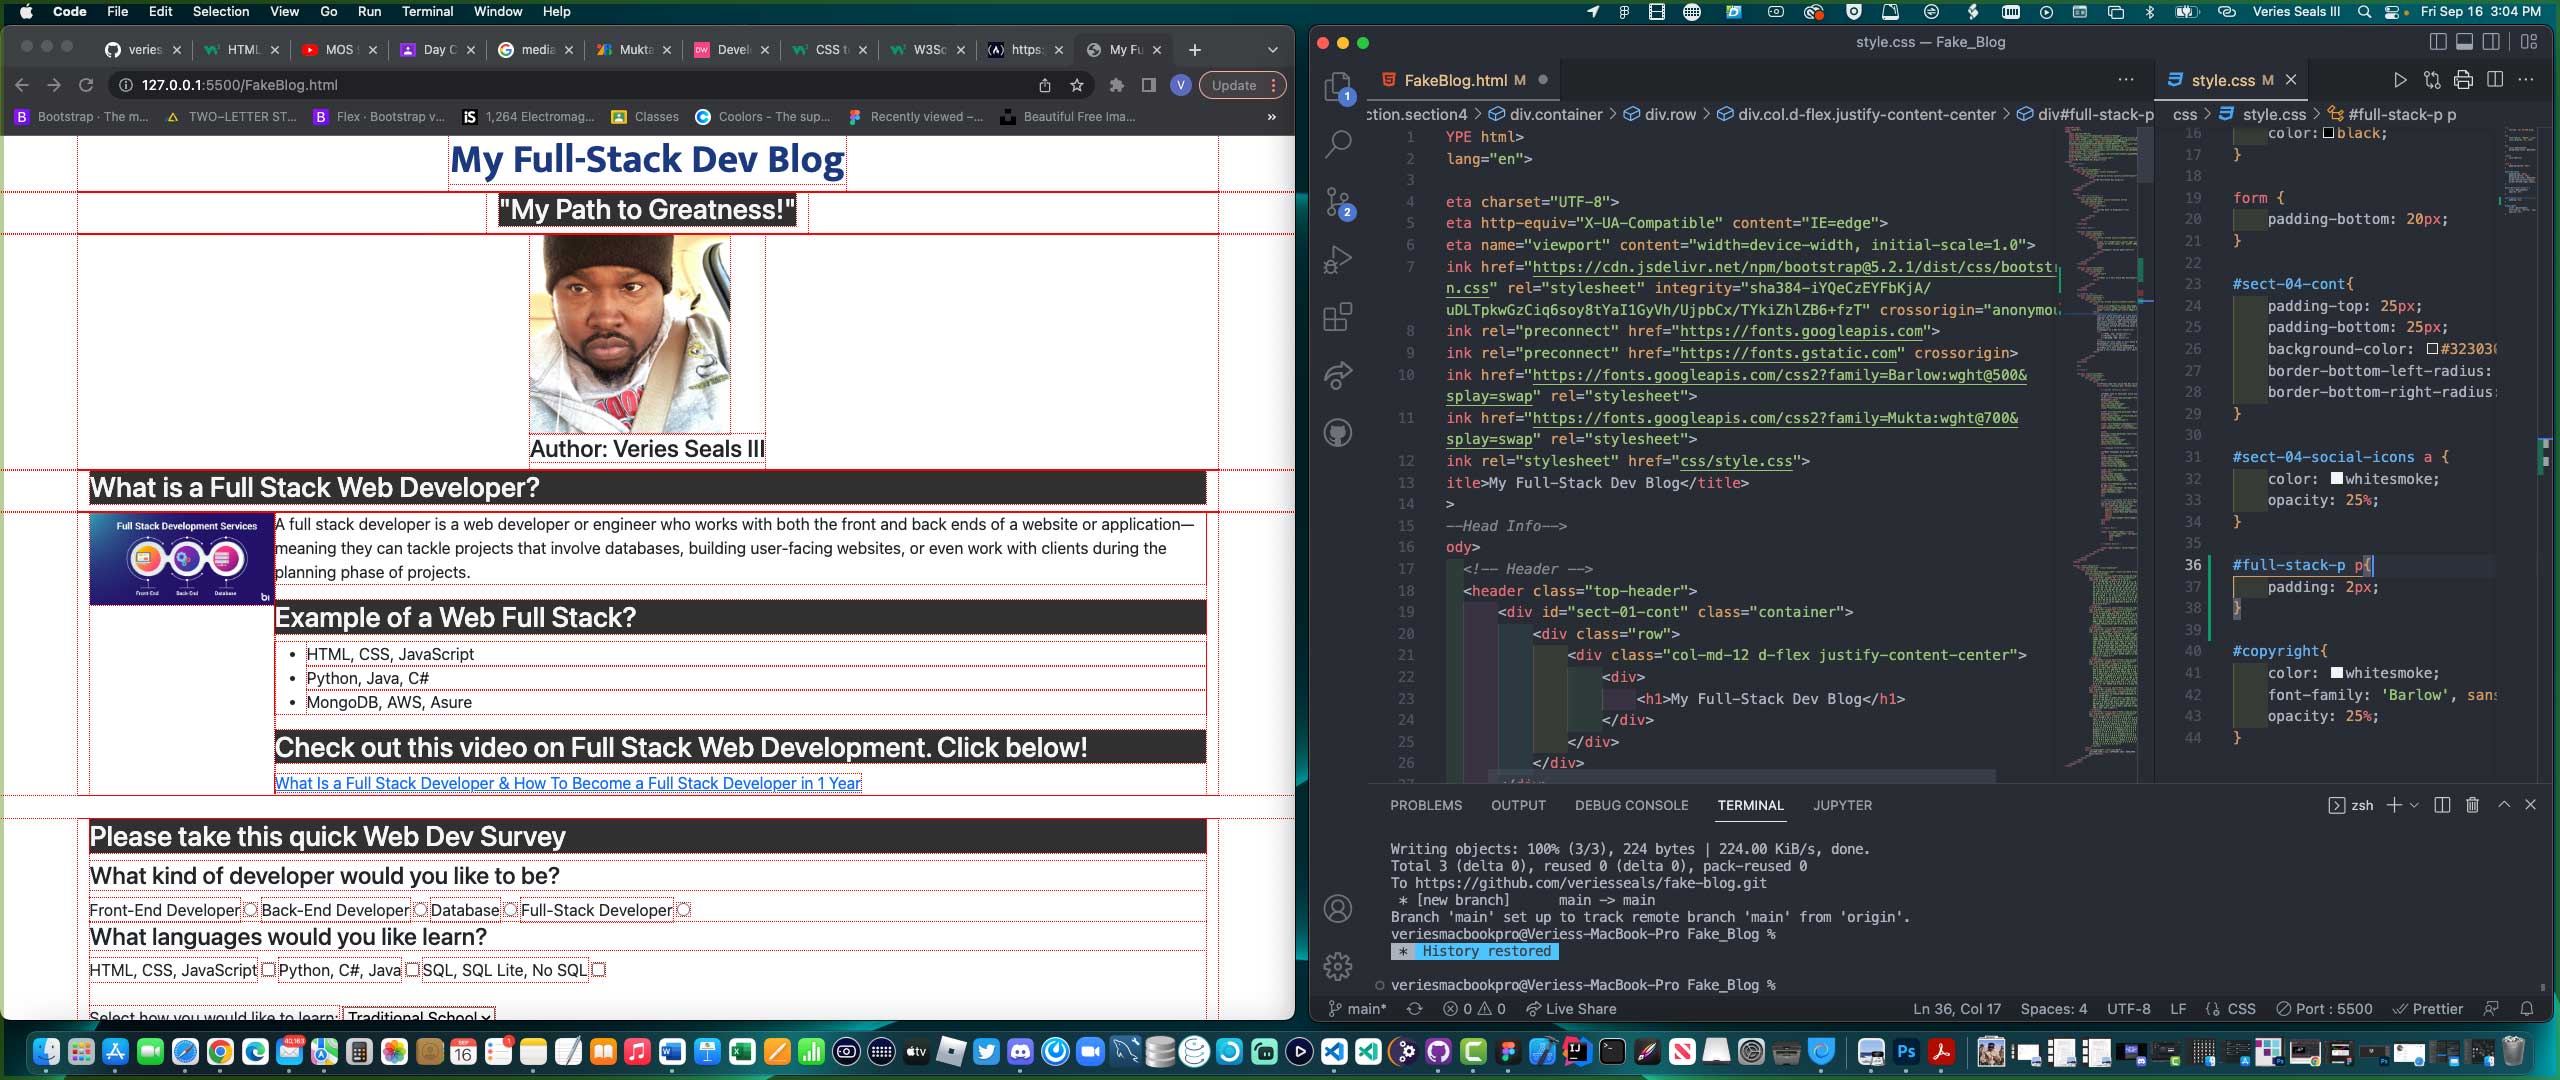 Code File Edit Selection View Go Run Terminal Window Help
Veries Seals III Fri Sep 16 3:04 PM
veries HTML MOS Day C media Mukta Devel CSS t W3Sc https: My Fu
127.0.0.1:5500/FakeBlog.html
V Update
Bootstrap · The m... TWO-LETTER ST... Flex · Bootstrap v... 1,264 Electromag... Classes Coolors - The sup... Recently viewed –... Beautiful Free Ima... »
My Full-Stack Dev Blog
"My Path to Greatness!"
Author: Veries Seals III
What is a Full Stack Web Developer?
Full Stack Development Services
Front-End Back-End Database
bi
A full stack developer is a web developer or engineer who works with both the front and back ends of a website or application—
meaning they can tackle projects that involve databases, building user-facing websites, or even work with clients during the
planning phase of projects.
Example of a Web Full Stack?
• HTML, CSS, JavaScript
• Python, Java, C#
• MongoDB, AWS, Asure
Check out this video on Full Stack Web Development. Click below!
What Is a Full Stack Developer & How To Become a Full Stack Developer in 1 Year
Please take this quick Web Dev Survey
What kind of developer would you like to be?
Front-End Developer Back-End Developer Database Full-Stack Developer
What languages would you like learn?
HTML, CSS, JavaScript Python, C#, Java SQL, SQL Lite, No SQL
Select how you would like to learn: Traditional School
style.css — Fake_Blog
FakeBlog.html M
ction.section4 > div.container > div.row > div.col.d-flex.justify-content-center > div#full-stack-p
1 YPE html>
2 lang="en">
3
4 eta charset="UTF-8">
5 eta http-equiv="X-UA-Compatible" content="IE=edge">
6 eta name="viewport" content="width=device-width, initial-scale=1.0">
7 ink href="https://cdn.jsdelivr.net/npm/bootstrap@5.2.1/dist/css/bootstr
n.css" rel="stylesheet" integrity="sha384-iYQeCzEYFbKjA/
uDLTpkwGzCiq6soy8tYaI1GyVh/UjpbCx/TYkiZhlZB6+fzT" crossorigin="anonymou
8 ink rel="preconnect" href="https://fonts.googleapis.com">
9 ink rel="preconnect" href="https://fonts.gstatic.com" crossorigin>
10 ink href="https://fonts.googleapis.com/css2?family=Barlow:wght@500&
splay=swap" rel="stylesheet">
11 ink href="https://fonts.googleapis.com/css2?family=Mukta:wght@700&
splay=swap" rel="stylesheet">
12 ink rel="stylesheet" href="css/style.css">
13 itle>My Full-Stack Dev Blog</title>
14 >
15 --Head Info-->
16 ody>
17 <!-- Header -->
18 <header class="top-header">
19 <div id="sect-01-cont" class="container">
20 <div class="row">
21 <div class="col-md-12 d-flex justify-content-center">
22 <div>
23 <h1>My Full-Stack Dev Blog</h1>
24 </div>
25 </div>
26 </div>
27 </div>
style.css M
css > style.css > #full-stack-p p
16 color: black;
17 }
18
19 form {
20 padding-bottom: 20px;
21 }
22
23 #sect-04-cont{
24 padding-top: 25px;
25 padding-bottom: 25px;
26 background-color: #323030
27 border-bottom-left-radius:
28 border-bottom-right-radius:
29 }
30
31 #sect-04-social-icons a {
32 color: whitesmoke;
33 opacity: 25%;
34 }
35
36 #full-stack-p p{
37 padding: 2px;
38 }
39
40 #copyright{
41 color: whitesmoke;
42 font-family: 'Barlow', sans
43 opacity: 25%;
44 }
PROBLEMS OUTPUT DEBUG CONSOLE TERMINAL JUPYTER
zsh
Writing objects: 100% (3/3), 224 bytes | 224.00 KiB/s, done.
Total 3 (delta 0), reused 0 (delta 0), pack-reused 0
To https://github.com/veriesseals/fake-blog.git
* [new branch] main -> main
Branch 'main' set up to track remote branch 'main' from 'origin'.
veriesmacbookpro@Veriess-MacBook-Pro Fake_Blog %
* History restored
veriesmacbookpro@Veriess-MacBook-Pro Fake_Blog %
main* 0 0 Live Share
Ln 36, Col 17 Spaces: 4 UTF-8 LF CSS Port : 5500 Prettier